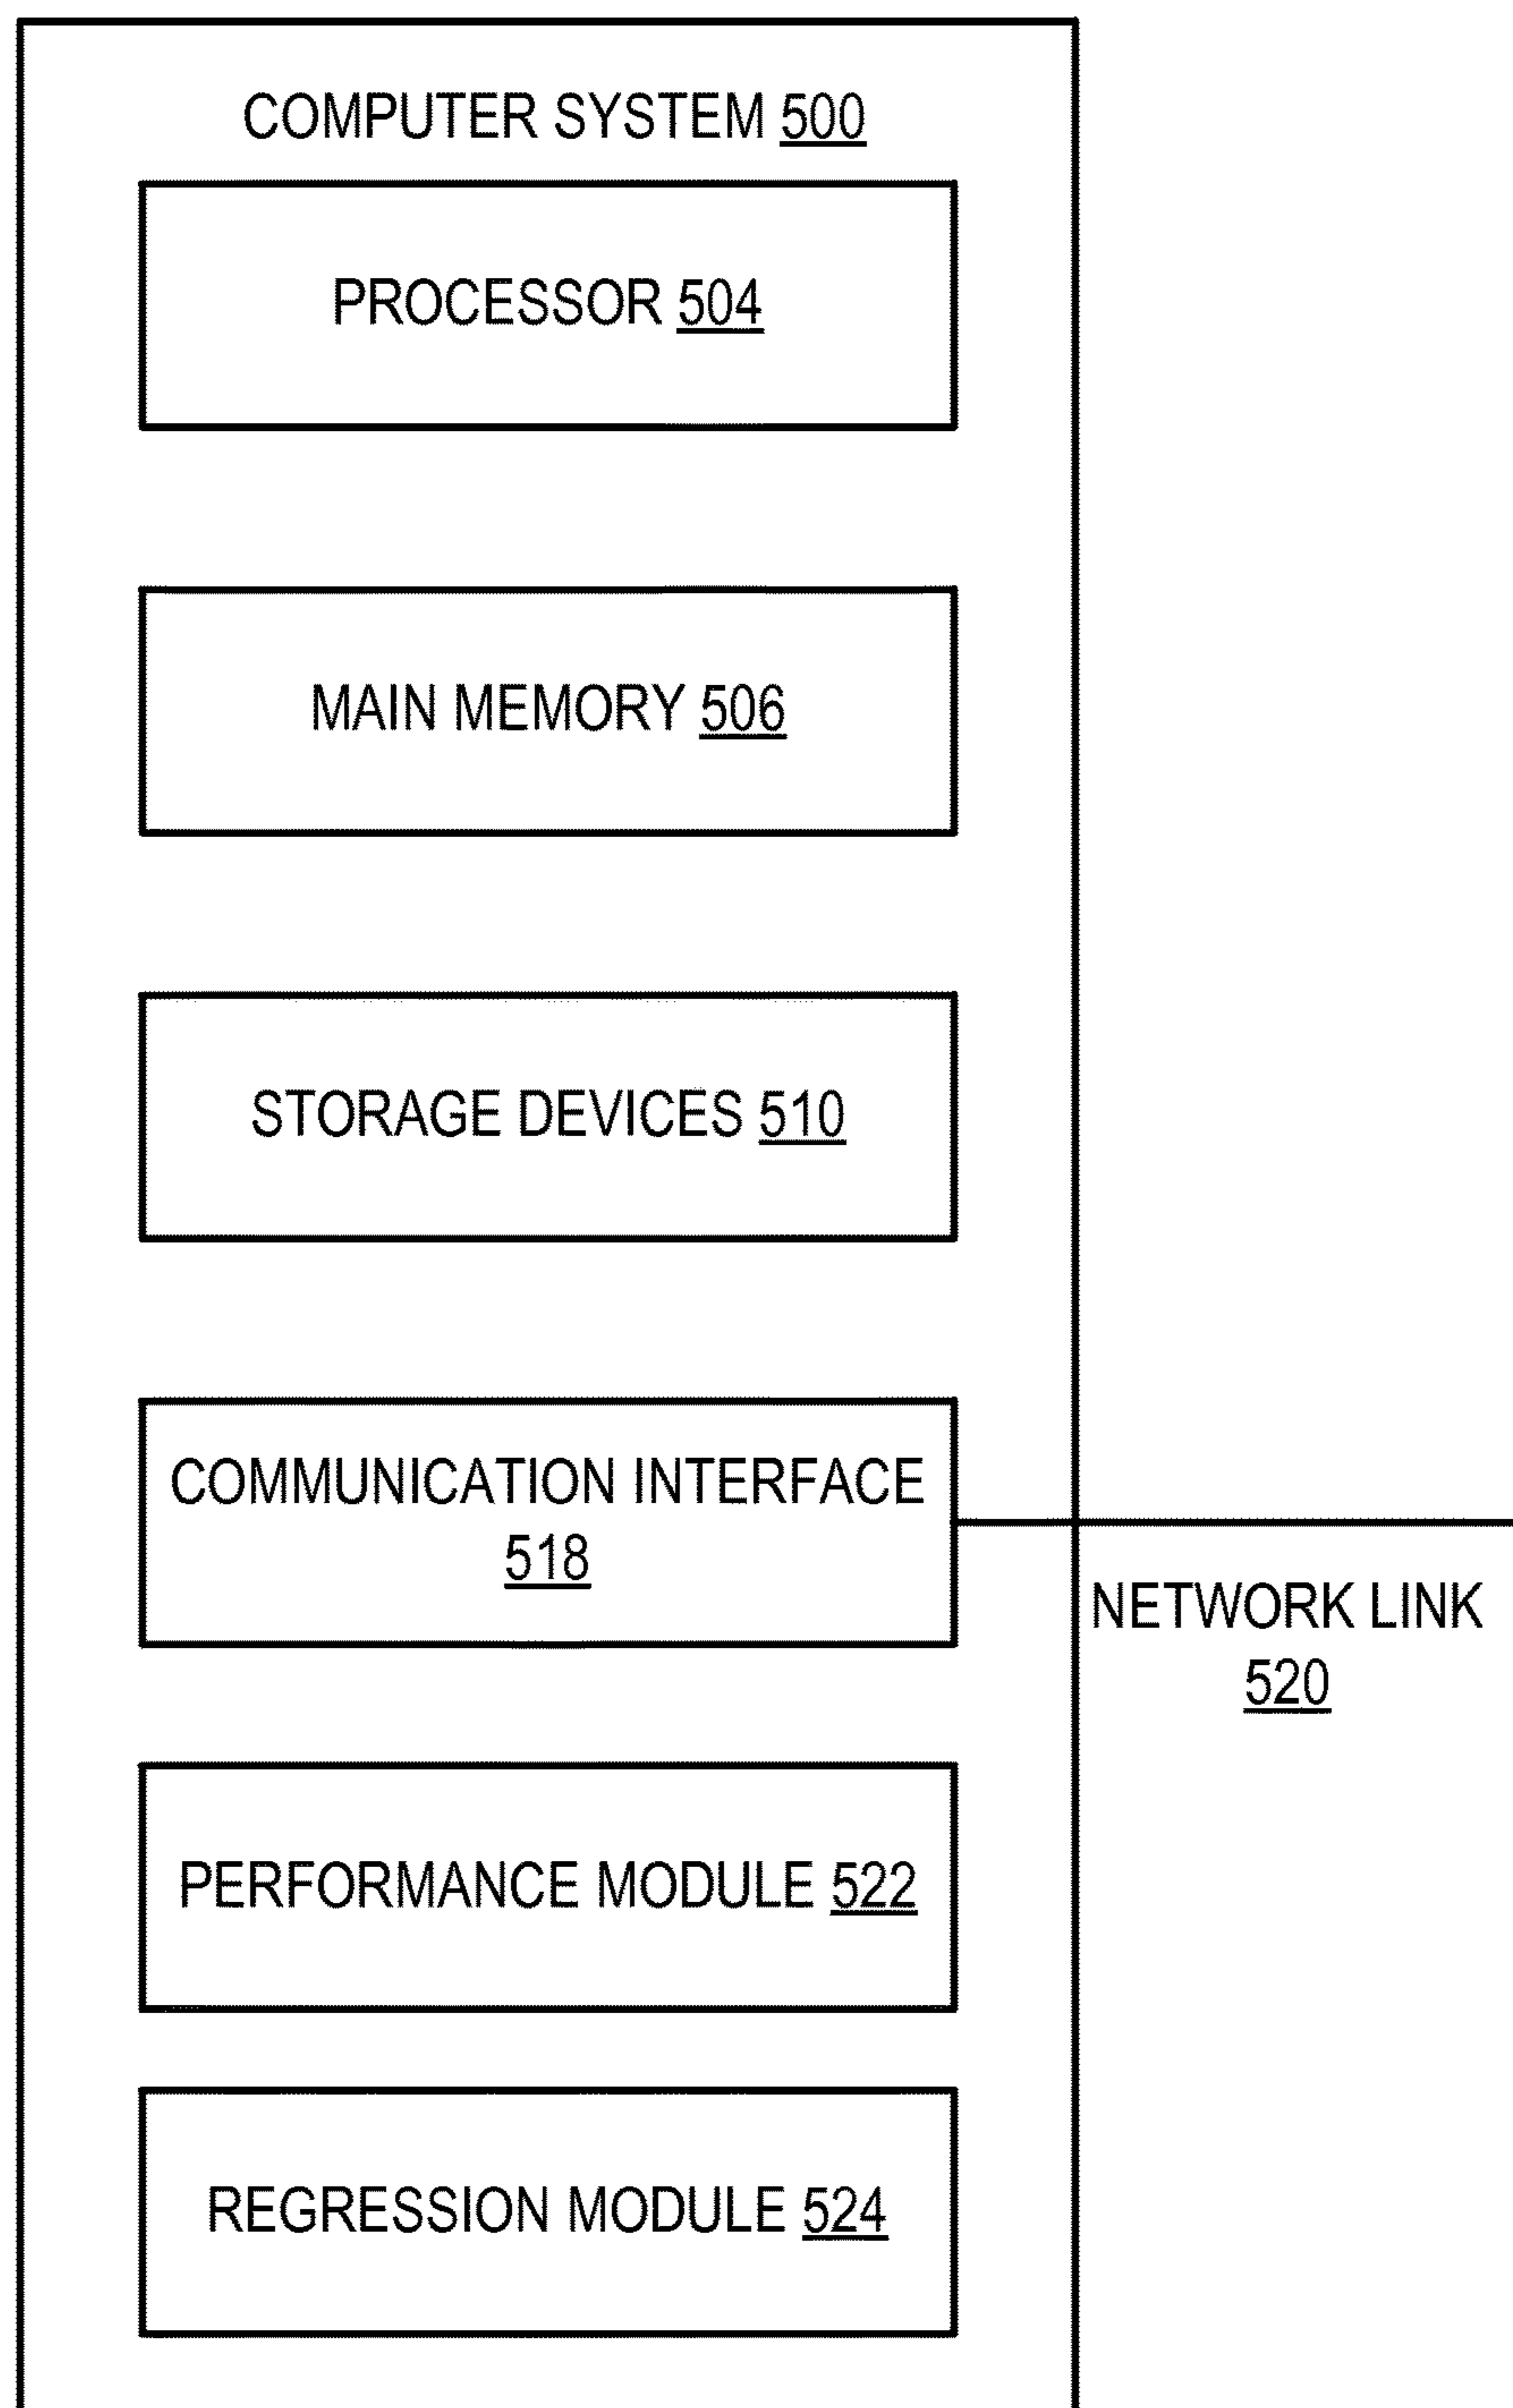 COMPUTER SYSTEM 500
PROCESSOR 504
MAIN MEMORY 506
STORAGE DEVICES 510
COMMUNICATION INTERFACE
518
NETWORK LINK
520
PERFORMANCE MODULE 522
REGRESSION MODULE 524